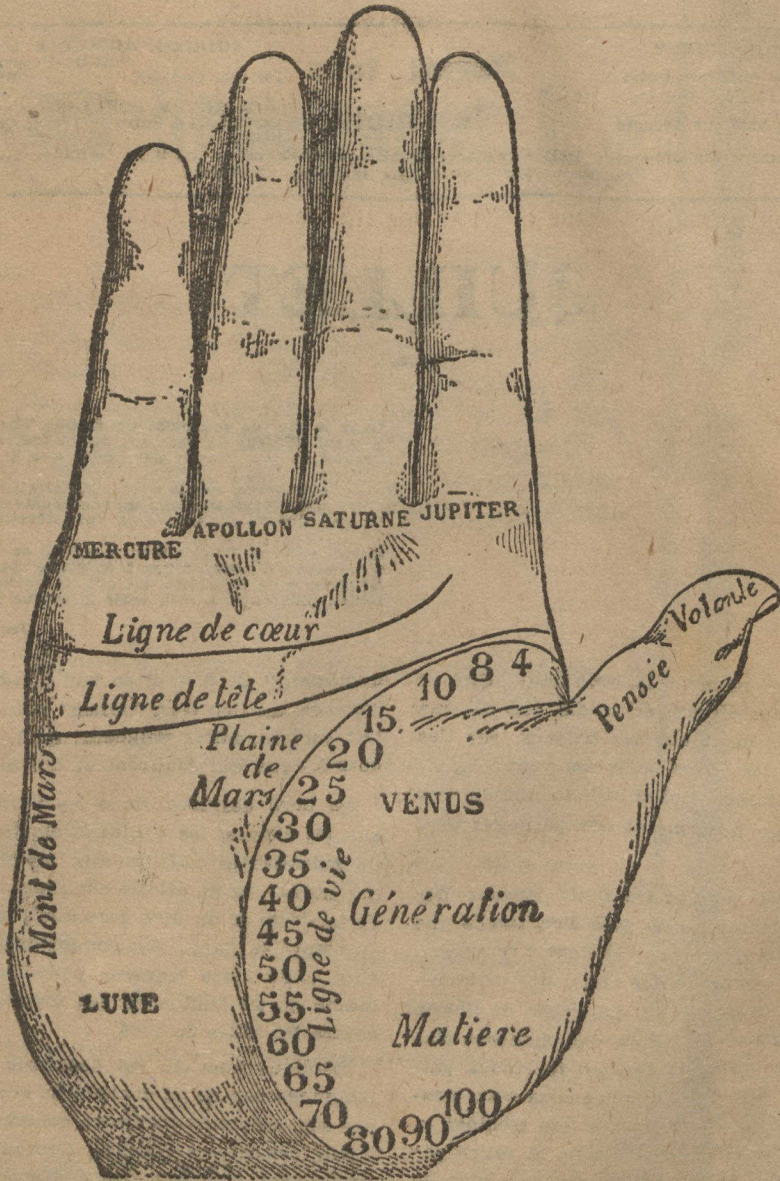 MERCURE
APOLLON
SATURNE
JUPITER
Ligne de cœur
Ligne de tête
Volonte
Pensée
4
8
10
15
20
25
30
35
40
45
50
55
60
65
70
80
90
100
Plaine
de
Mars
VENUS
Mont de Mars
Ligne de vie
Génération
LUNE
Matiere